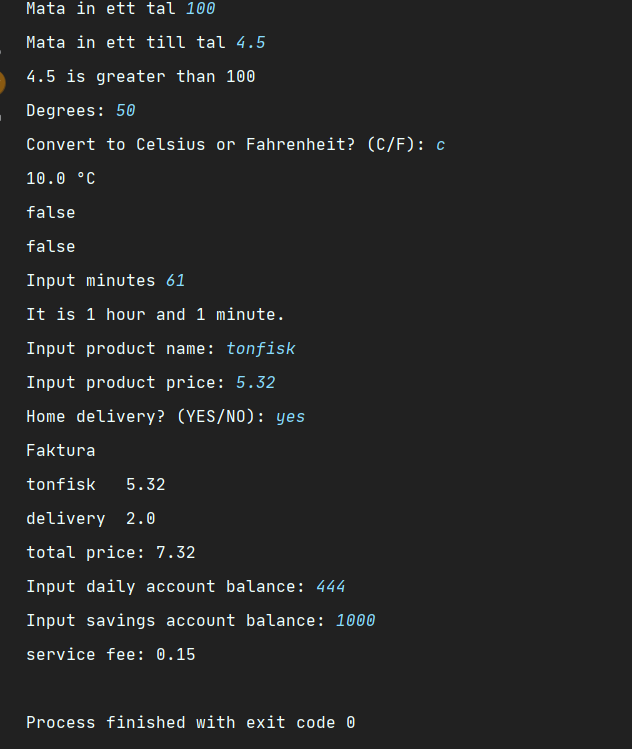 Mata in ett tal 100
Mata in ett till tal 4.5
4.5 is greater than 100
Degrees: 50
Convert to Celsius or Fahrenheit? (C/F): c
10.0 °C
false
false
Input minutes 61
It is 1 hour and 1 minute.
Input product name: tonfisk
Input product price: 5.32
Home delivery? (YES/NO): yes
Faktura
tonfisk   5.32
delivery  2.0
total price: 7.32
Input daily account balance: 444
Input savings account balance: 1000
service fee: 0.15
Process finished with exit code 0